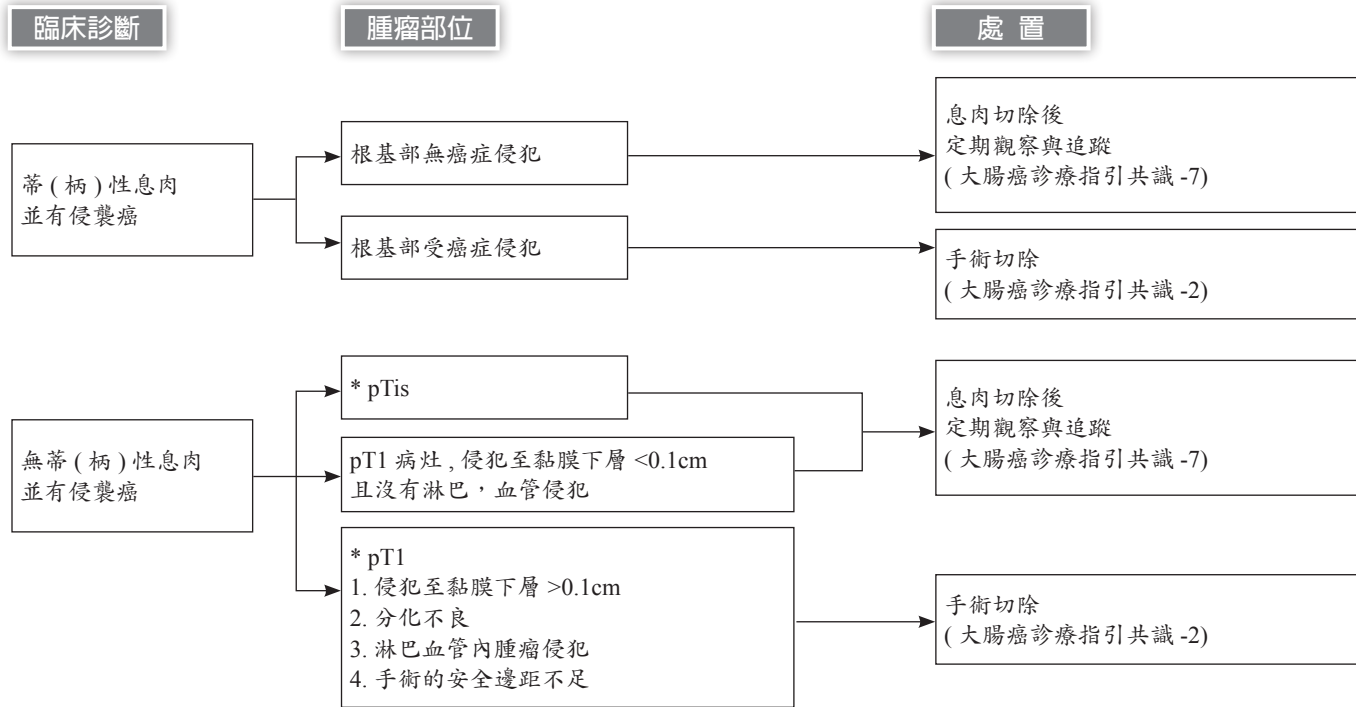 臨床診斷
腫瘤部位
處 置
蒂 ( 柄 ) 性息肉
並有侵襲癌
根基部無癌症侵犯
息肉切除後
定期觀察與追蹤
( 大腸癌診療指引共識 -7)
根基部受癌症侵犯
手術切除
( 大腸癌診療指引共識 -2)
無蒂 ( 柄 ) 性息肉
並有侵襲癌
* pTis
pT1 病灶 , 侵犯至黏膜下層 <0.1cm
且沒有淋巴，血管侵犯
息肉切除後
定期觀察與追蹤
( 大腸癌診療指引共識 -7)
* pT1
1. 侵犯至黏膜下層 >0.1cm
2. 分化不良
3. 淋巴血管內腫瘤侵犯
4. 手術的安全邊距不足
手術切除
( 大腸癌診療指引共識 -2)